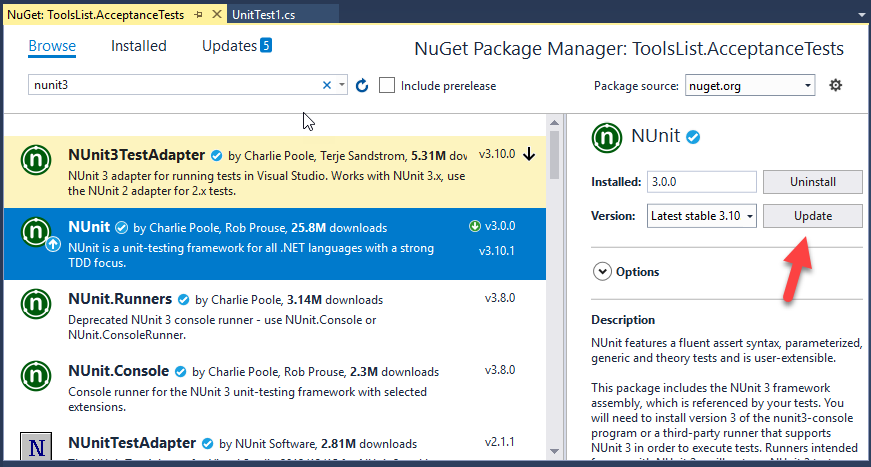 NuGet: ToolsList.AcceptanceTests
UnitTest1.cs
Browse
Installed
Updates 5
NuGet Package Manager: ToolsList.AcceptanceTests
nunit3
Include prerelease
Package source: nuget.org
NUnit3TestAdapter by Charlie Poole, Terje Sandstrom, 5.31M dow v3.10.0
NUnit 3 adapter for running tests in Visual Studio. Works with NUnit 3.x, use
the NUnit 2 adapter for 2.x tests.
NUnit by Charlie Poole, Rob Prouse, 25.8M downloads v3.0.0
NUnit is a unit-testing framework for all .NET languages with a strong v3.10.1
TDD focus.
NUnit.Runners by Charlie Poole, 3.14M downloads v3.8.0
Deprecated NUnit 3 console runner - use NUnit.Console or
NUnit.ConsoleRunner.
NUnit.Console by Charlie Poole, Rob Prouse, 2.3M downloads v3.8.0
Console runner for the NUnit 3 unit-testing framework with selected
extensions.
N
NUnitTestAdapter by NUnit Software, 2.81M downloads v2.1.1
n
NUnit
Installed: 3.0.0 Uninstall
Version: Latest stable 3.10 Update
Options
Description
NUnit features a fluent assert syntax, parameterized,
generic and theory tests and is user-extensible.
This package includes the NUnit 3 framework
assembly, which is referenced by your tests. You
will need to install version 3 of the nunit3-console
program or a third-party runner that supports
NUnit 3 in order to execute tests. Runners intended